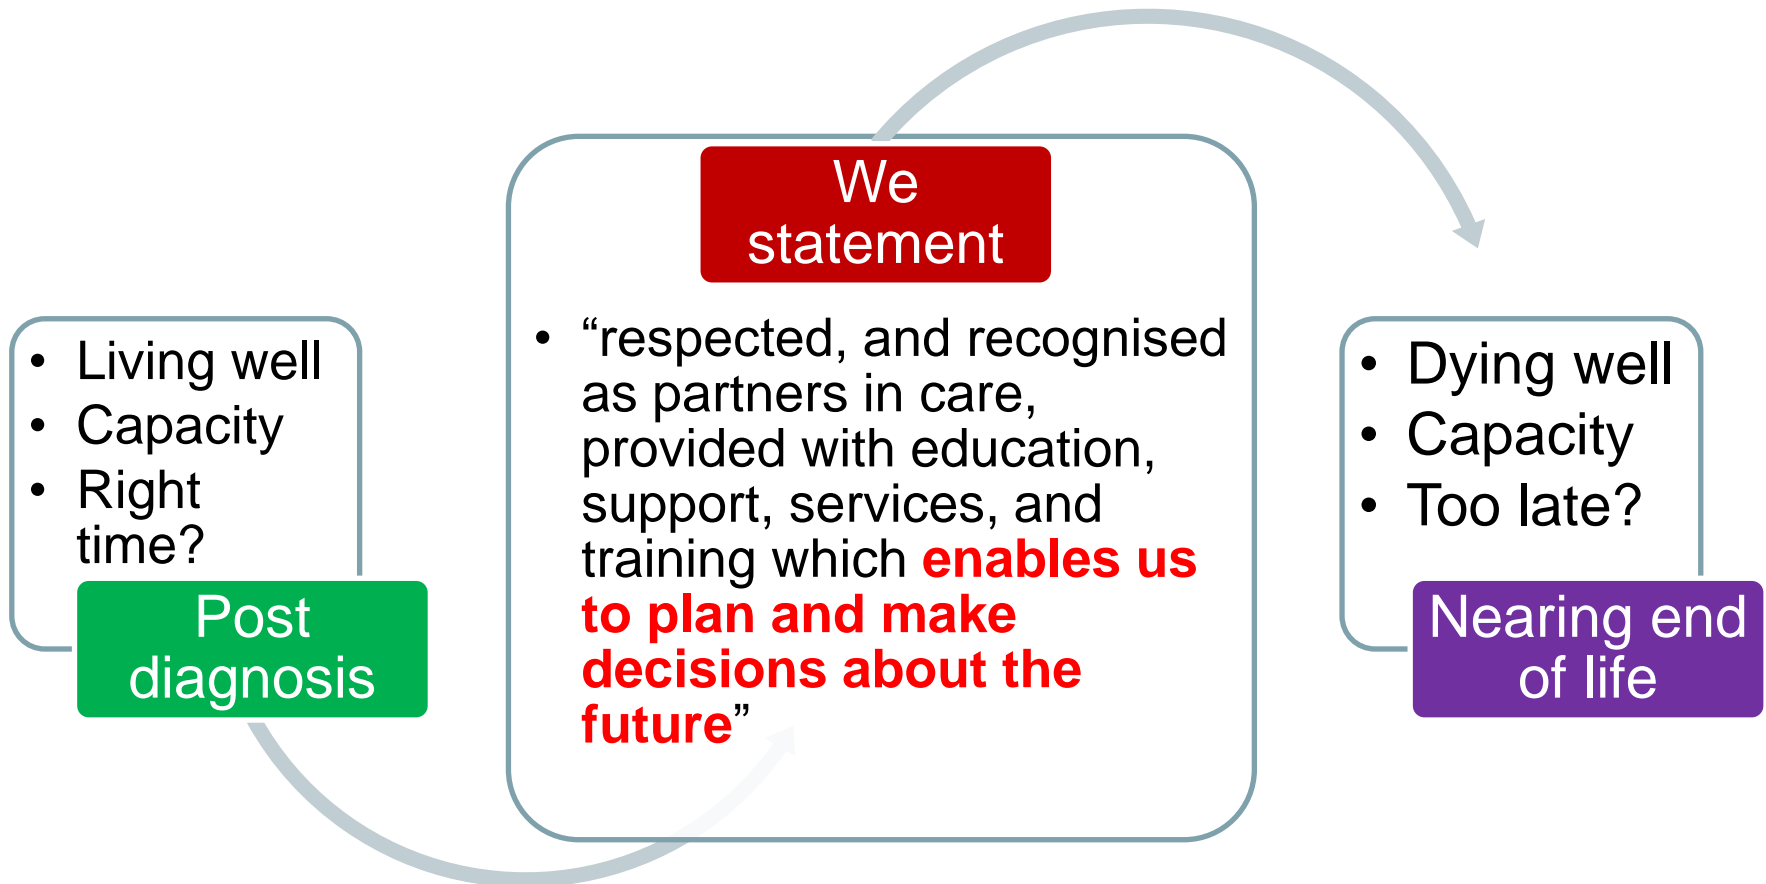 • Living well
• Capacity
• Right
time?
Post
diagnosis
We
statement
• “respected, and recognised
as partners in care,
provided with education,
support, services, and
training which enables us
to plan and make
decisions about the
future”
• Dying well
• Capacity
• Too late?
Nearing end
of life